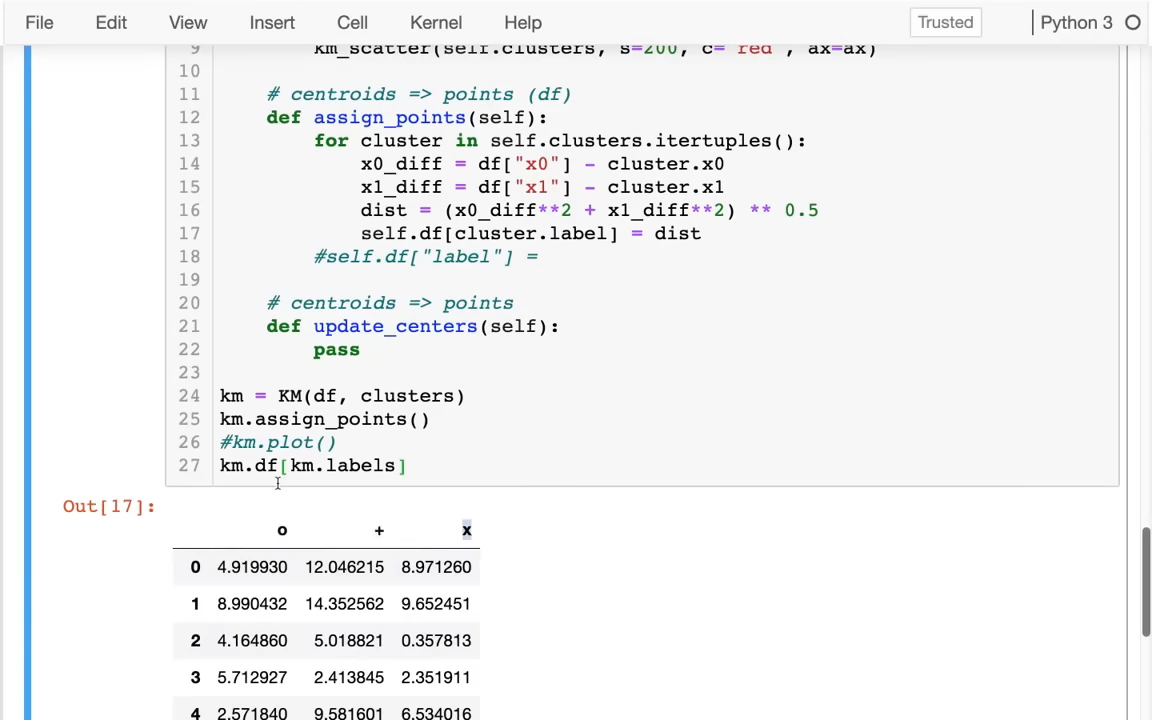 File Edit View Insert Cell Kernel Help Trusted Python 3
9 km_scatter(self.clusters, s=200, c="red", ax=ax)
10
11 # centroids => points (df)
12 def assign_points(self):
13 for cluster in self.clusters.itertuples():
14 x0_diff = df["x0"] - cluster.x0
15 x1_diff = df["x1"] - cluster.x1
16 dist = (x0_diff**2 + x1_diff**2) ** 0.5
17 self.df[cluster.label] = dist
18 #self.df["label"] =
19
20 # centroids => points
21 def update_centers(self):
22 pass
23
24 km = KM(df, clusters)
25 km.assign_points()
26 #km.plot()
27 km.df[km.labels]
Out[17]:
o + x
0 4.919930 12.046215 8.971260
1 8.990432 14.352562 9.652451
2 4.164860 5.018821 0.357813
3 5.712927 2.413845 2.351911
4 2.571840 9.581601 6.534016